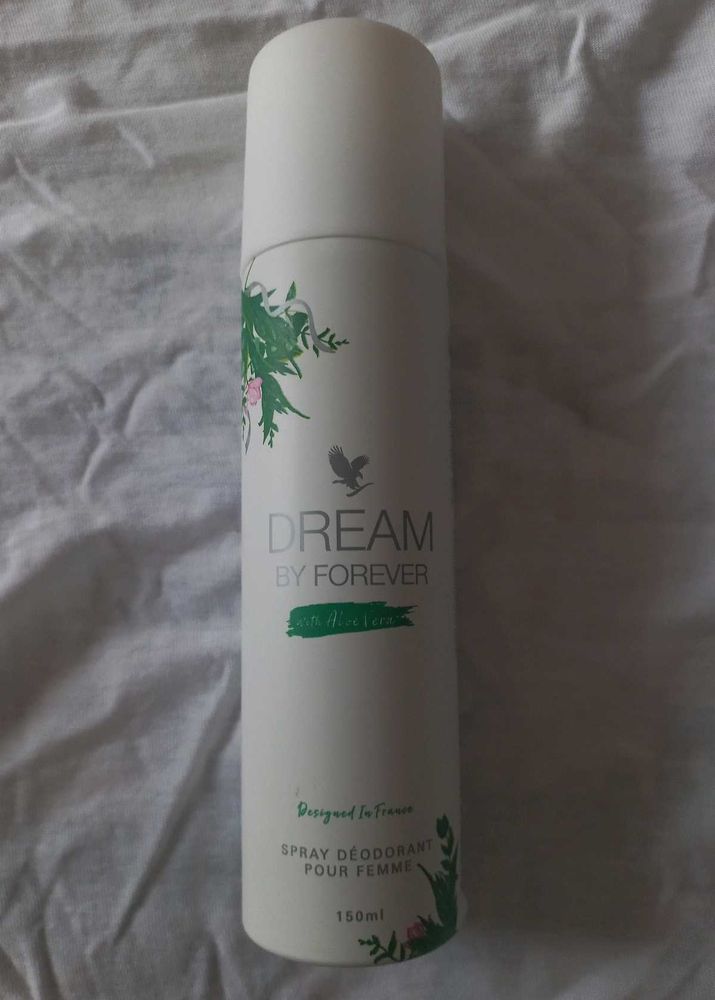 DREAM
BY FOREVER
with Aloe Vera
Designed In France
SPRAY DÉODORANT
POUR FEMME
150ml